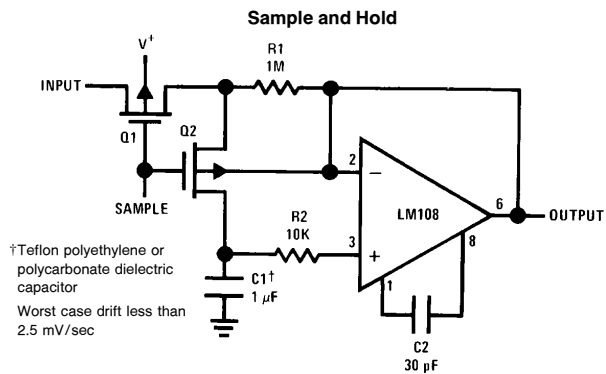 Sample and Hold
V+
R1
1M
INPUT
Q1
Q2
2
−
6
LM108
OUTPUT
SAMPLE
R2
10K
3
+
8
1
†Teflon polyethylene or
polycarbonate dielectric
capacitor
Worst case drift less than
2.5 mV/sec
C1†
1 μF
C2
30 pF